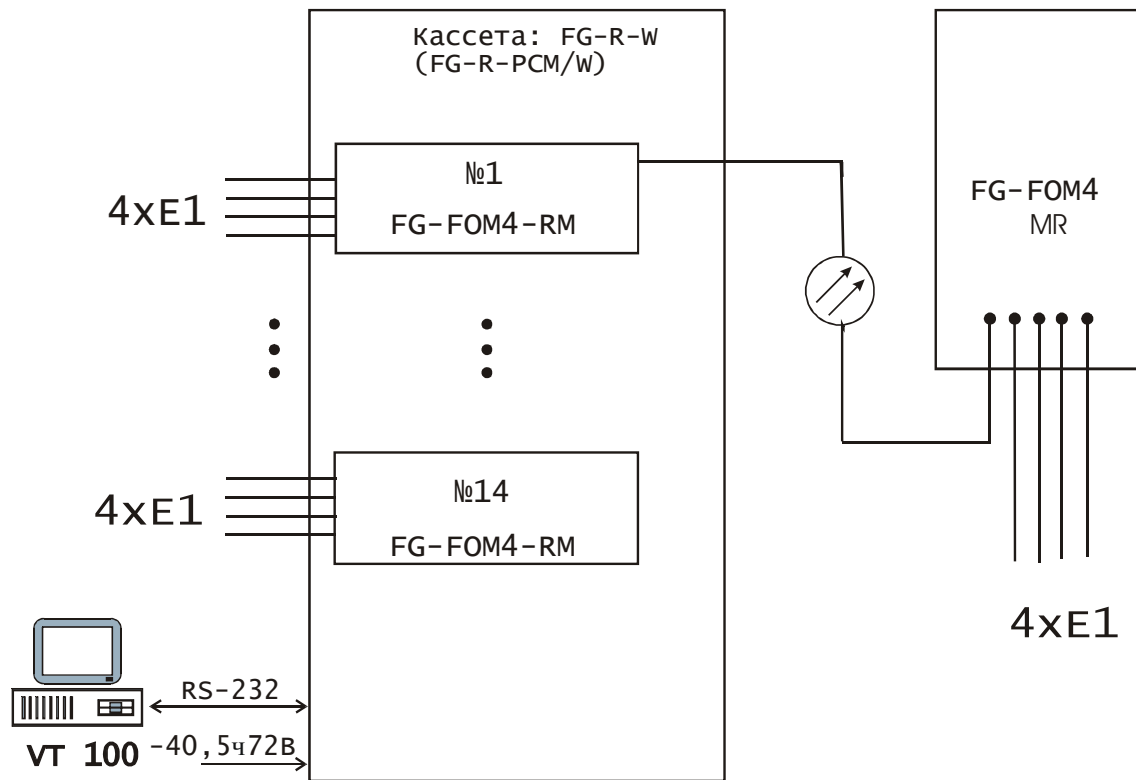 Кассета: FG-R-W
(FG-R-PCM/W)
№1
FG-FOM4-RM
4xE1
FG-FOM4
MR
№14
FG-FOM4-RM
4xE1
4xE1
RS-232
VT 100
-40,5ч72В